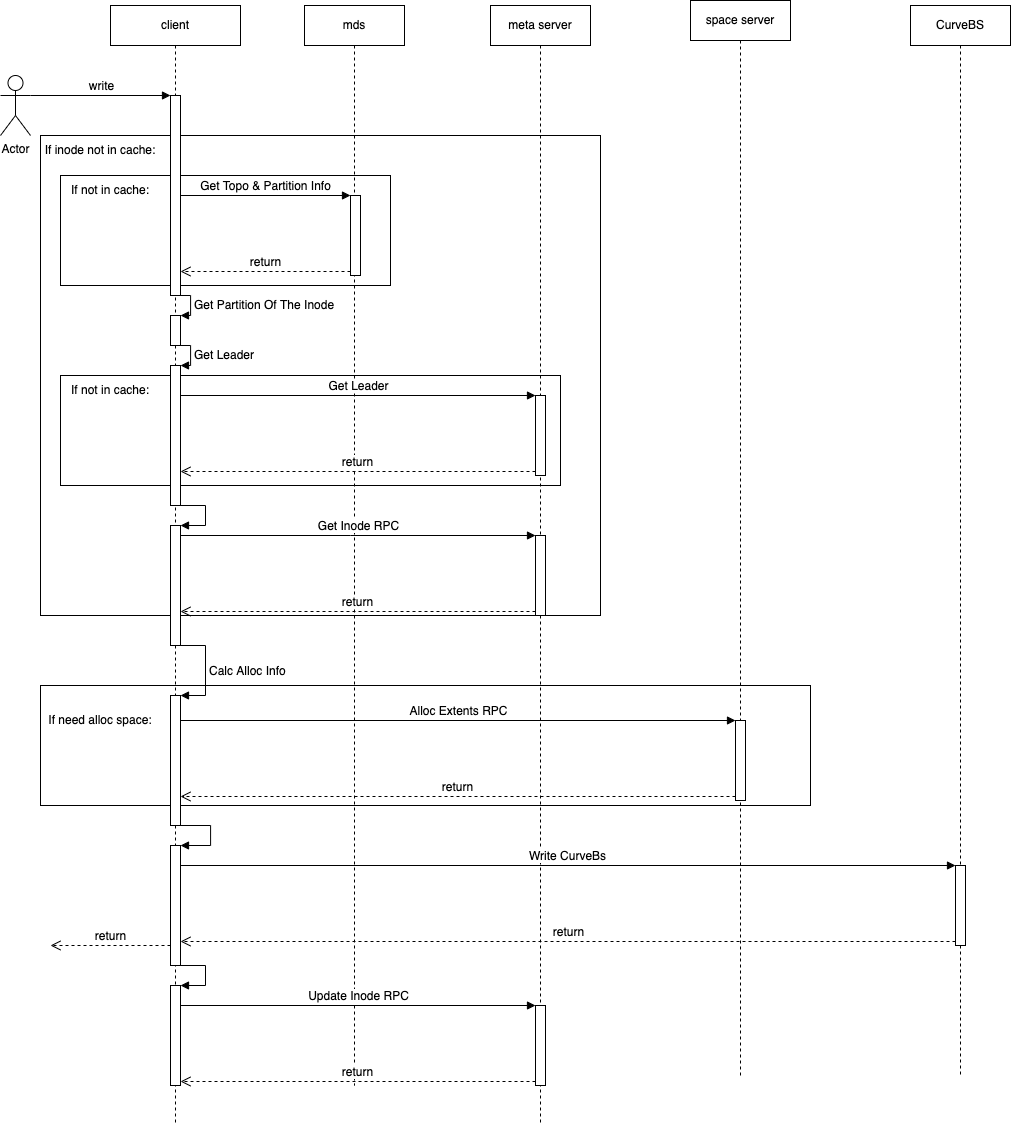 client
mds
meta server
space server
CurveBS
write
Actor
If inode not in cache:
If not in cache:
Get Topo & Partition Info
return
Get Partition Of The Inode
Get Leader
If not in cache:
Get Leader
return
Get Inode RPC
return
Calc Alloc Info
If need alloc space:
Alloc Extents RPC
return
Write CurveBs
return
return
Update Inode RPC
return